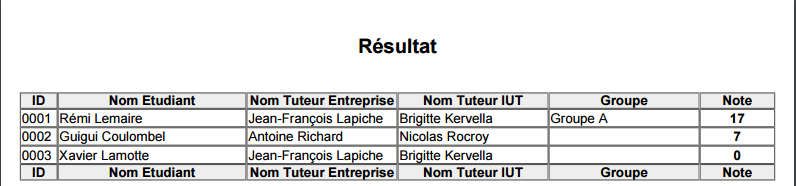 Résultat
ID Nom Etudiant Nom Tuteur Entreprise Nom Tuteur IUT Groupe Note
0001 Rémi Lemaire Jean-François Lapiche Brigitte Kervella Groupe A 17
0002 Guigui Coulombel Antoine Richard Nicolas Rocroy 7
0003 Xavier Lamotte Jean-François Lapiche Brigitte Kervella 0
ID Nom Etudiant Nom Tuteur Entreprise Nom Tuteur IUT Groupe Note